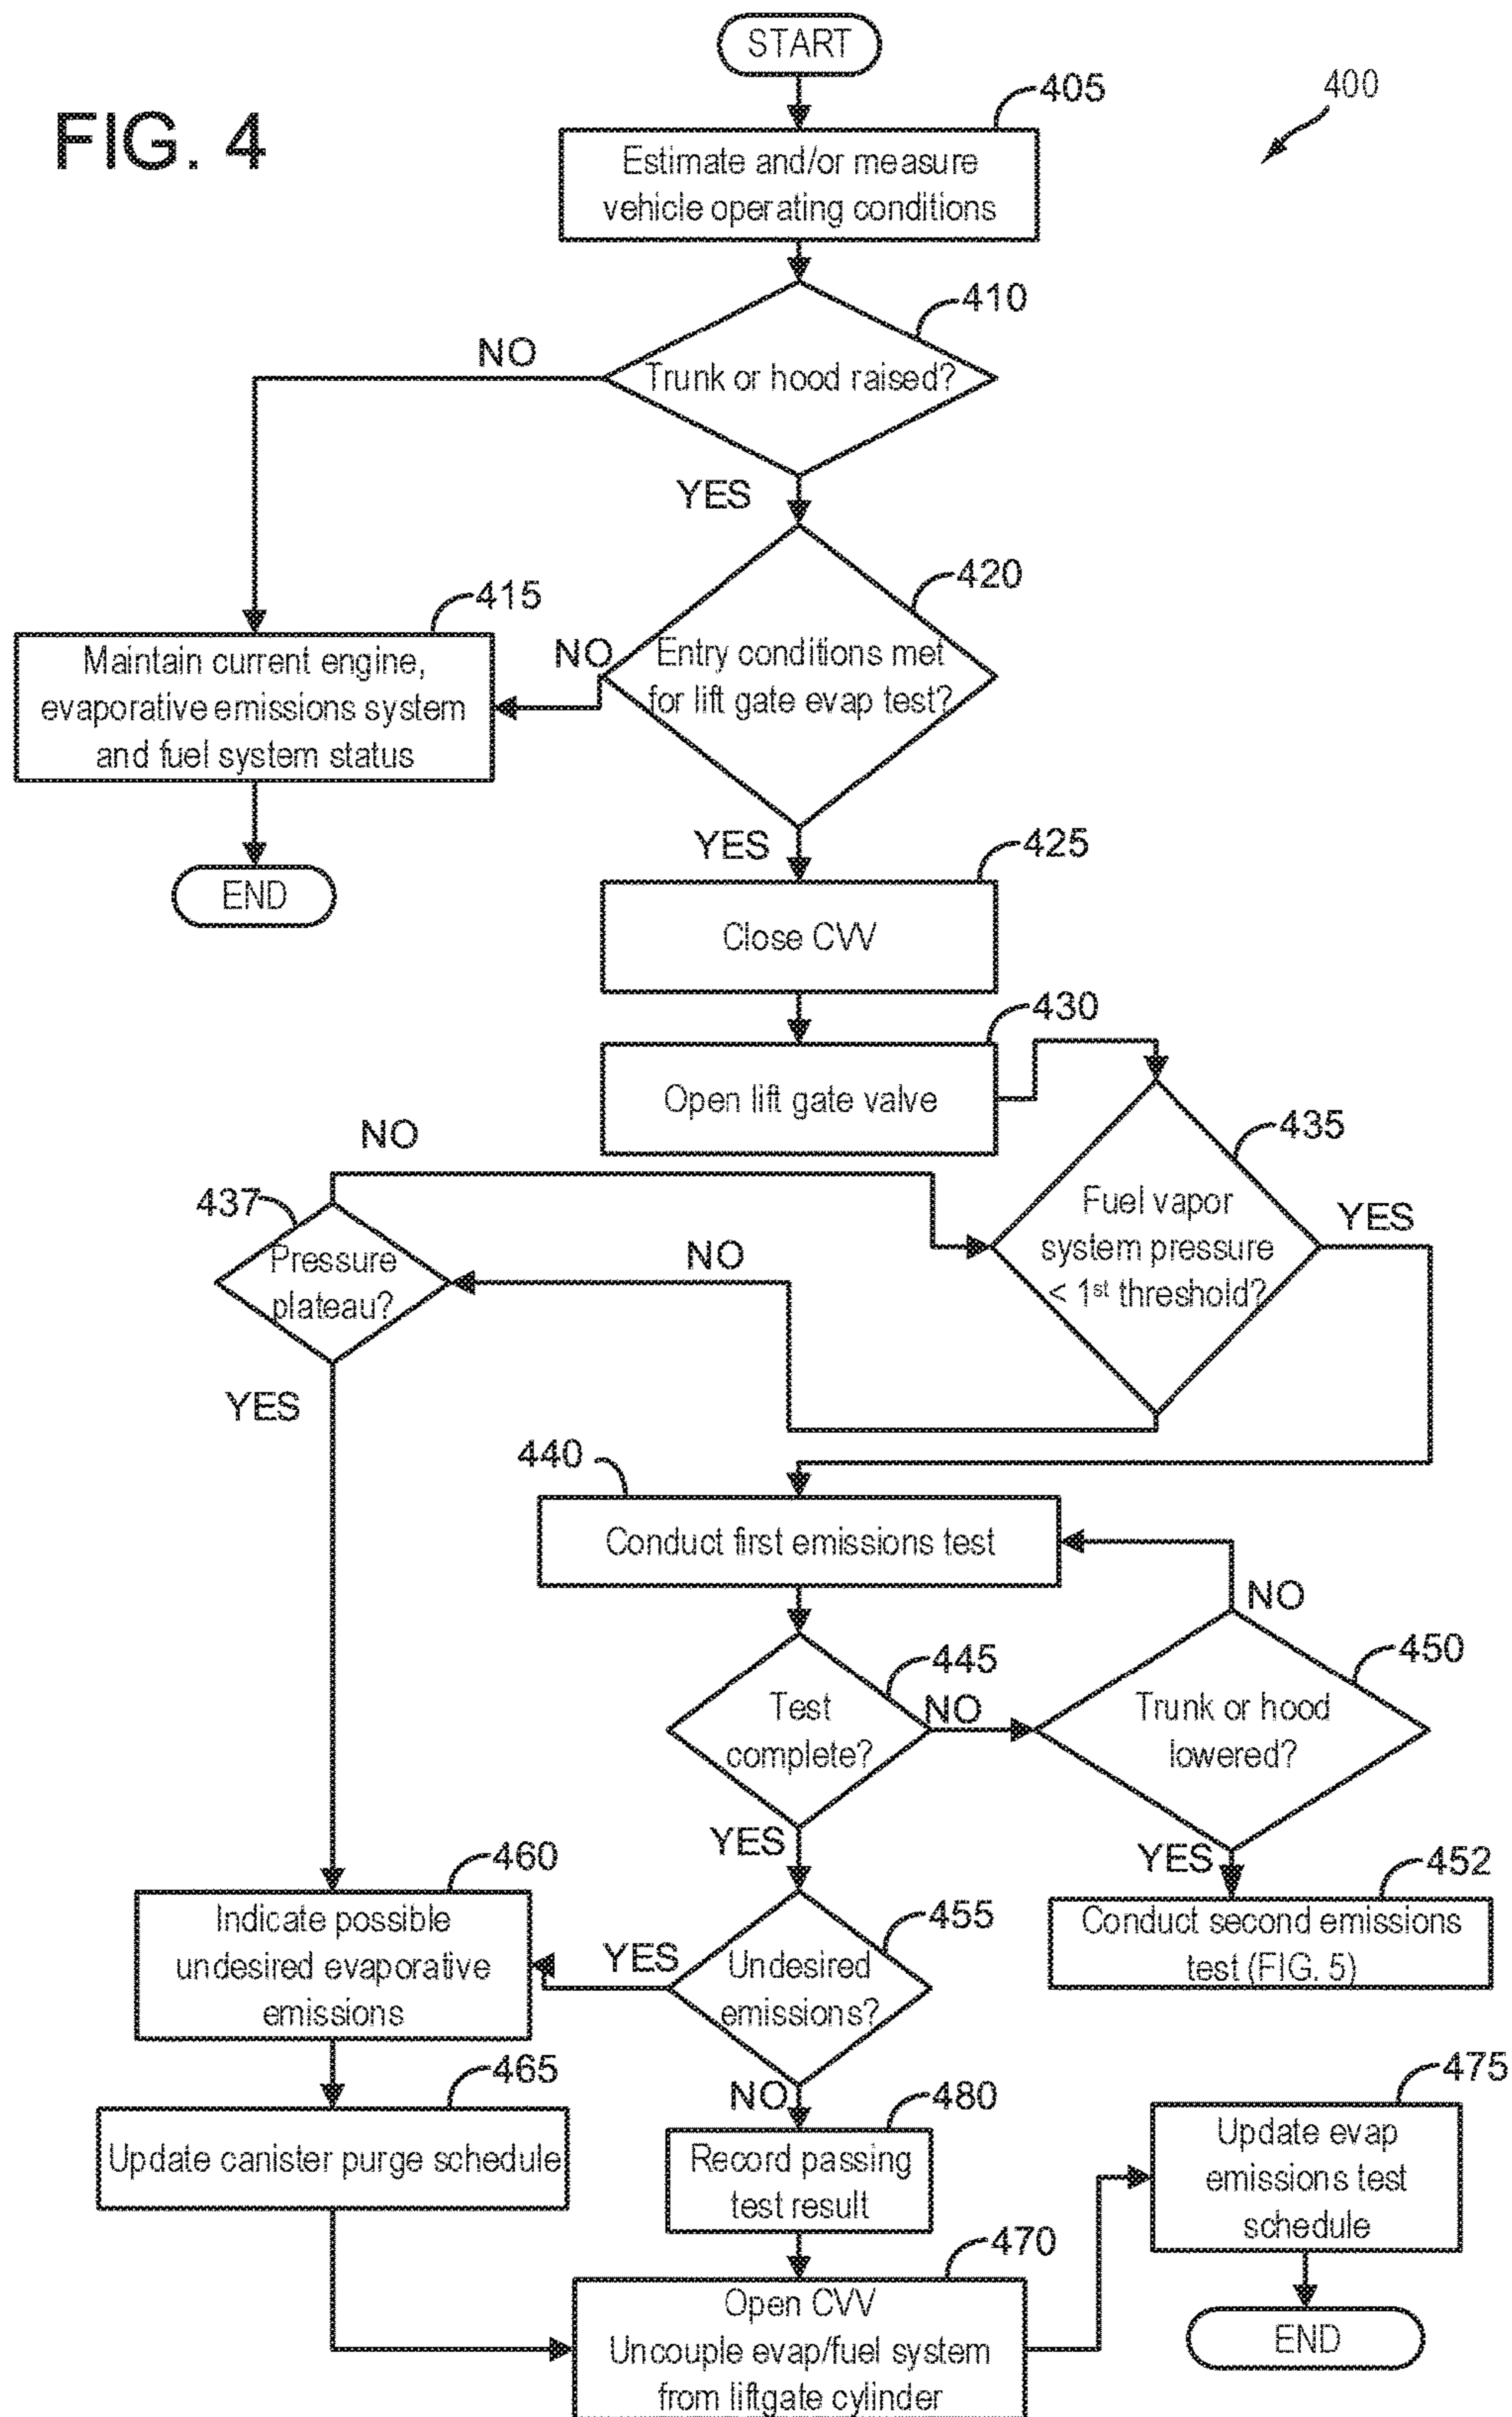 START
FIG. 4
400
405
Estimate and/or measure
vehicle operating conditions
410
NO
Trunk or hood raised?
YES
420
415
NO
Entry conditions met
for lift gate evap test?
Maintain current engine,
evaporative emissions system
and fuel system status
YES
425
END
Close CVV
430
Open lift gate valve
NO
435
437
Pressure
plateau?
NO
Fuel vapor
system pressure
< 1st threshold?
YES
YES
440
Conduct first emissions test
NO
445
450
Test
complete?
NO
Trunk or hood
lowered?
YES
YES
452
460
455
Indicate possible
undesired evaporative
emissions
YES
Undesired
emissions?
Conduct second emissions
test (FIG. 5)
465
NO
480
475
Update canister purge schedule
Record passing
test result
Update evap
emissions test
schedule
470
Open CVV
Uncouple evap/fuel system
from liftgate cylinder
END